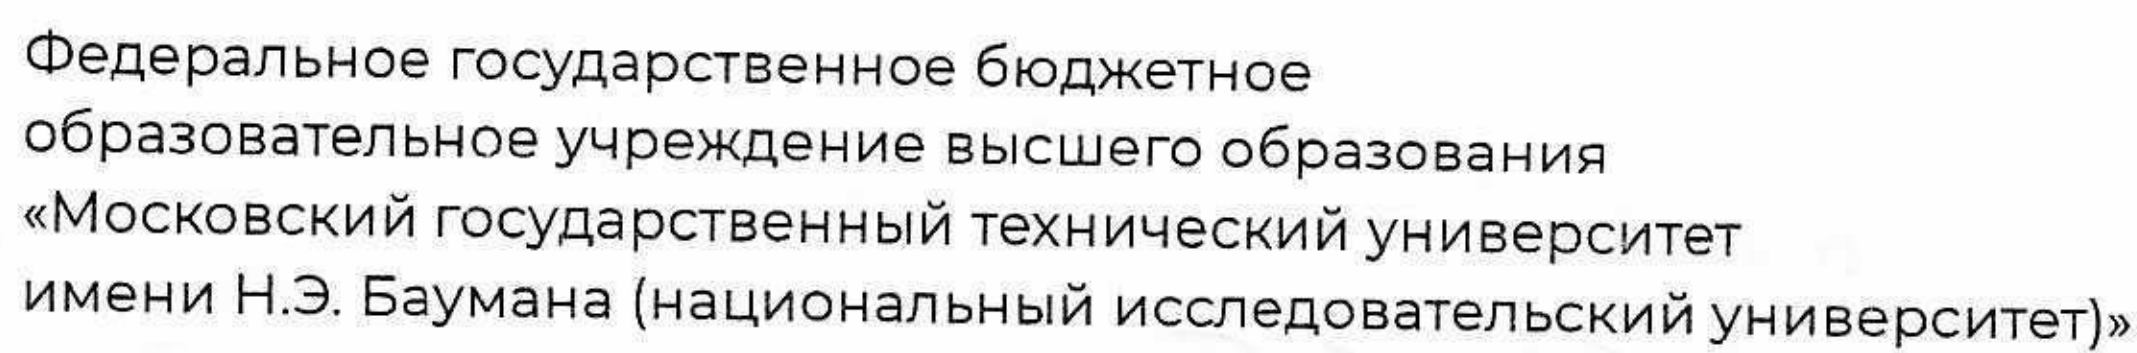 Федеральное государственное бюджетное
образовательное учреждение высшего образования
«Московский государственный технический университет
имени Н.Э. Баумана (национальный исследовательский университет)»